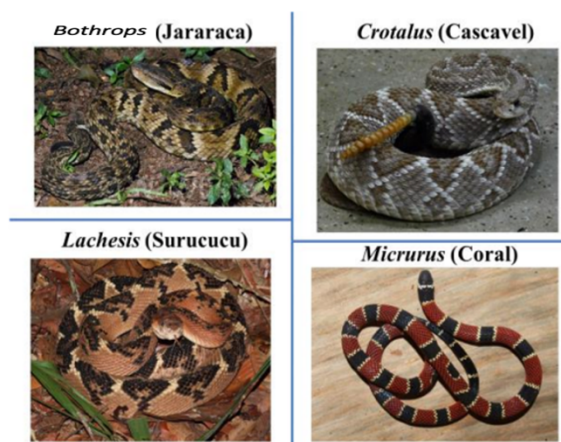 Bothrops (Jararaca)
Crotalus (Cascavel)
Lachesis (Surucucu)
Micrurus (Coral)